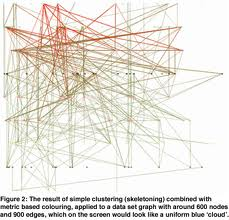 Figure 2: The result of simple clustering (skeletoning) combined with
metric based colouring, applied to a data set graph with around 600 nodes
and 900 edges, which on the screen would look like a uniform blue 'cloud'.